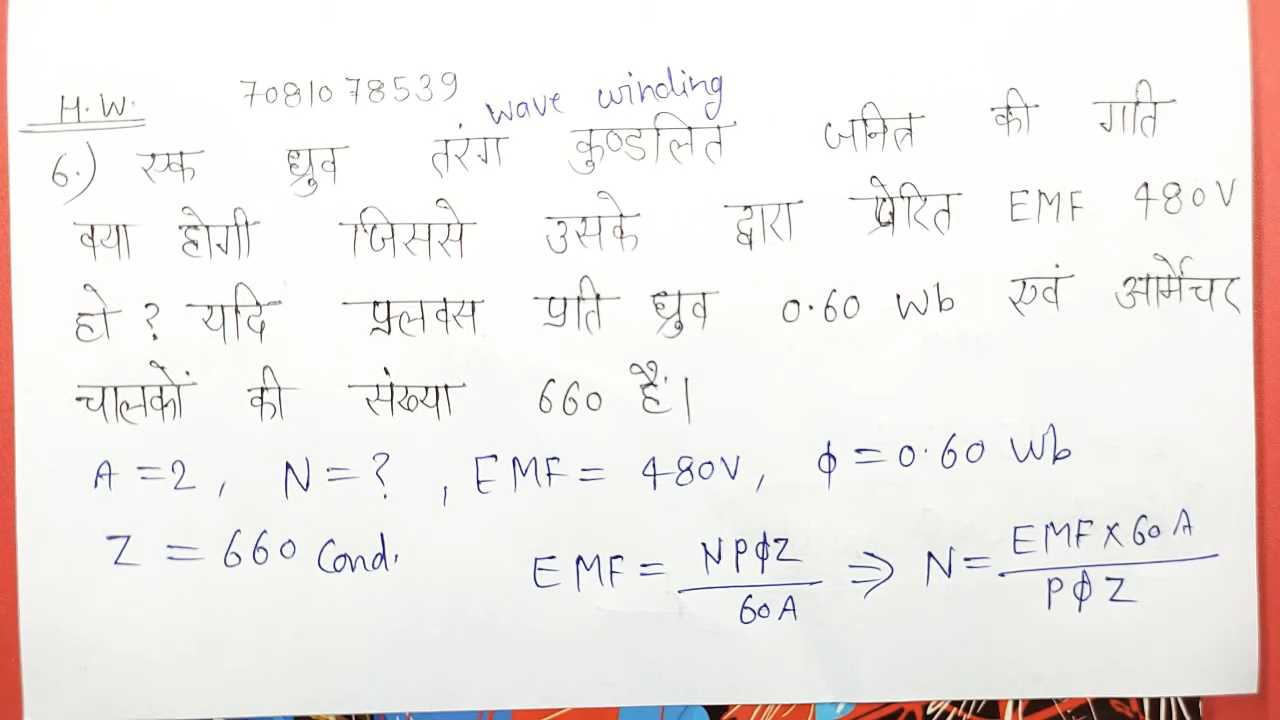 H.W. 7081078539
wave winding
6.) एक ध्रुव तरंग कुण्डलित जनित्र की गति
क्या होगी जिससे उसके द्वारा प्रेरित EMF 480V
हो? यदि फ्लक्स प्रति ध्रुव 0.60 Wb एवं आर्मेचर
चालकों की संख्या 660 हैं।
A = 2, N = ?, EMF = 480V, φ = 0.60 Wb
Z = 660 Cond. EMF = NPφZ / 60A ⇒ N = EMF × 60A / PφZ